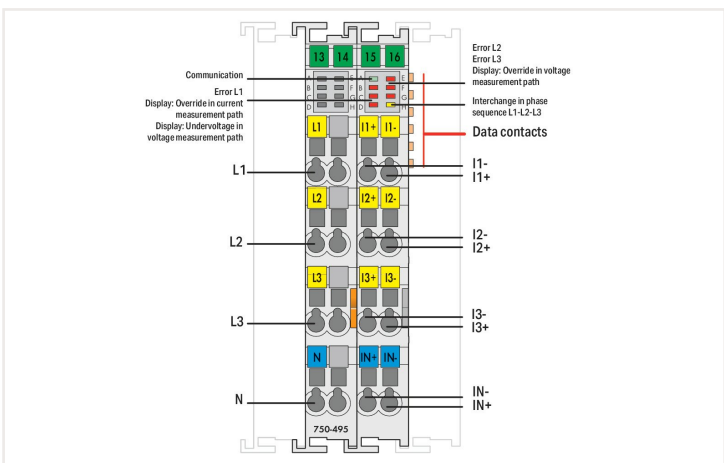 13 14 15 16
Communication
Error L1
Display: Override in current
measurement path
Display: Undervoltage in
voltage measurement path
A E A E
B F B F
C G C G
D H D H
Error L2
Error L3
Display: Override in voltage
measurement path
Interchange in phase
sequence L1-L2-L3
Data contacts
L1 I1+ I1-
L1
I1-
I1+
L2 I2+ I2-
L2
I2-
I2+
L3 I3+ I3-
L3
I3-
I3+
N IN+ IN-
N
IN-
IN+
750-495